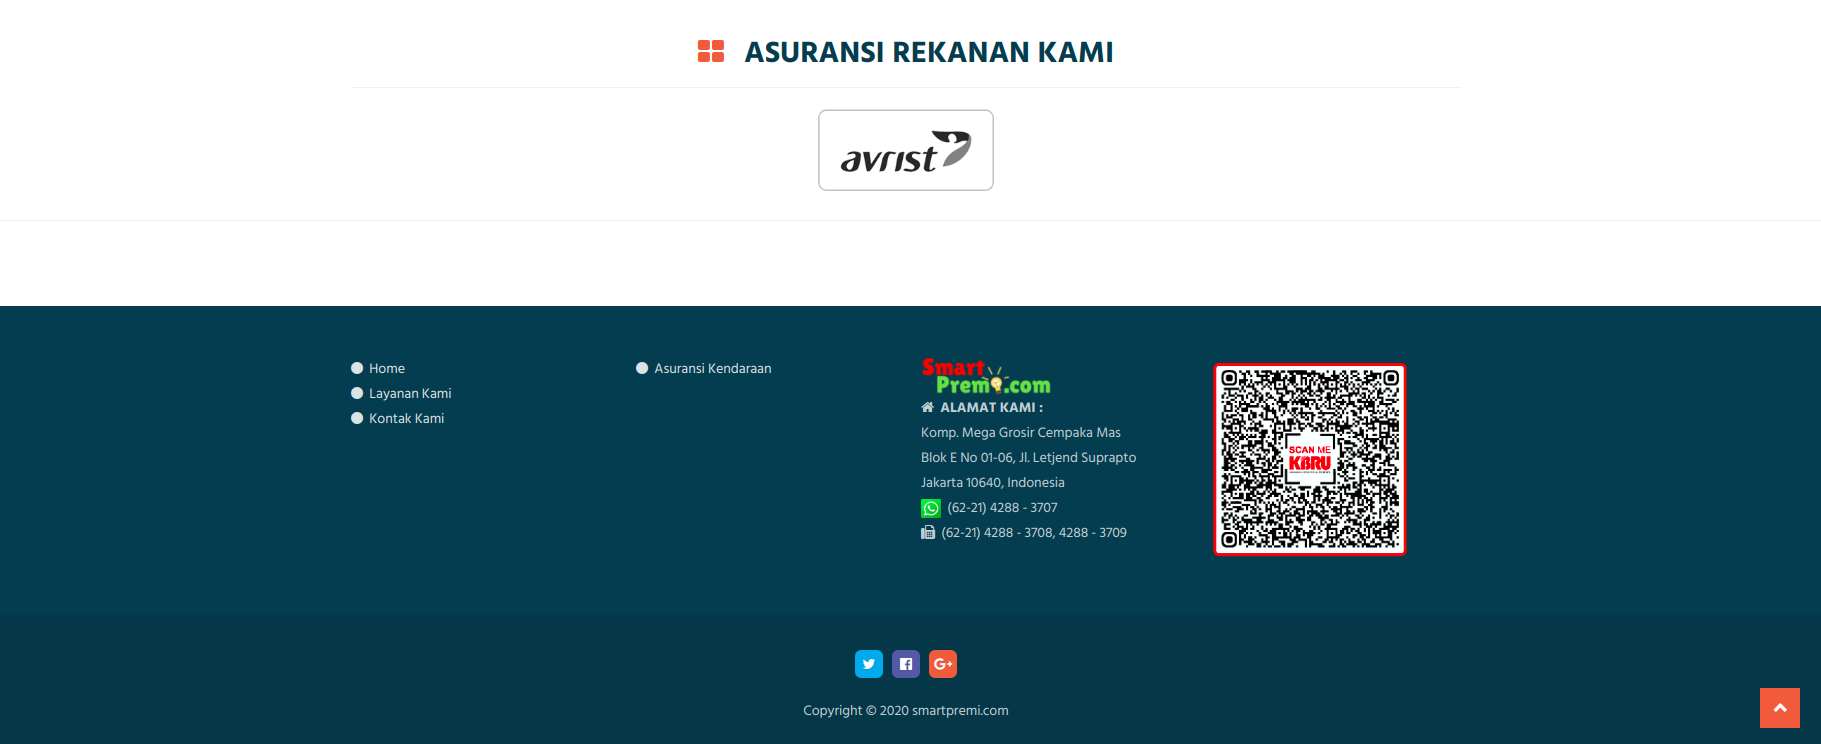 ASURANSI REKANAN KAMI
avrist
Home
Layanan Kami
Kontak Kami
Asuransi Kendaraan
Smart
Premi.com
ALAMAT KAMI :
Komp. Mega Grosir Cempaka Mas
Blok E No 01-06, Jl. Letjend Suprapto
Jakarta 10640, Indonesia
(62-21) 4288 - 3707
(62-21) 4288 - 3708, 4288 - 3709
SCAN ME
KBRU
G+
Copyright © 2020 smartpremi.com